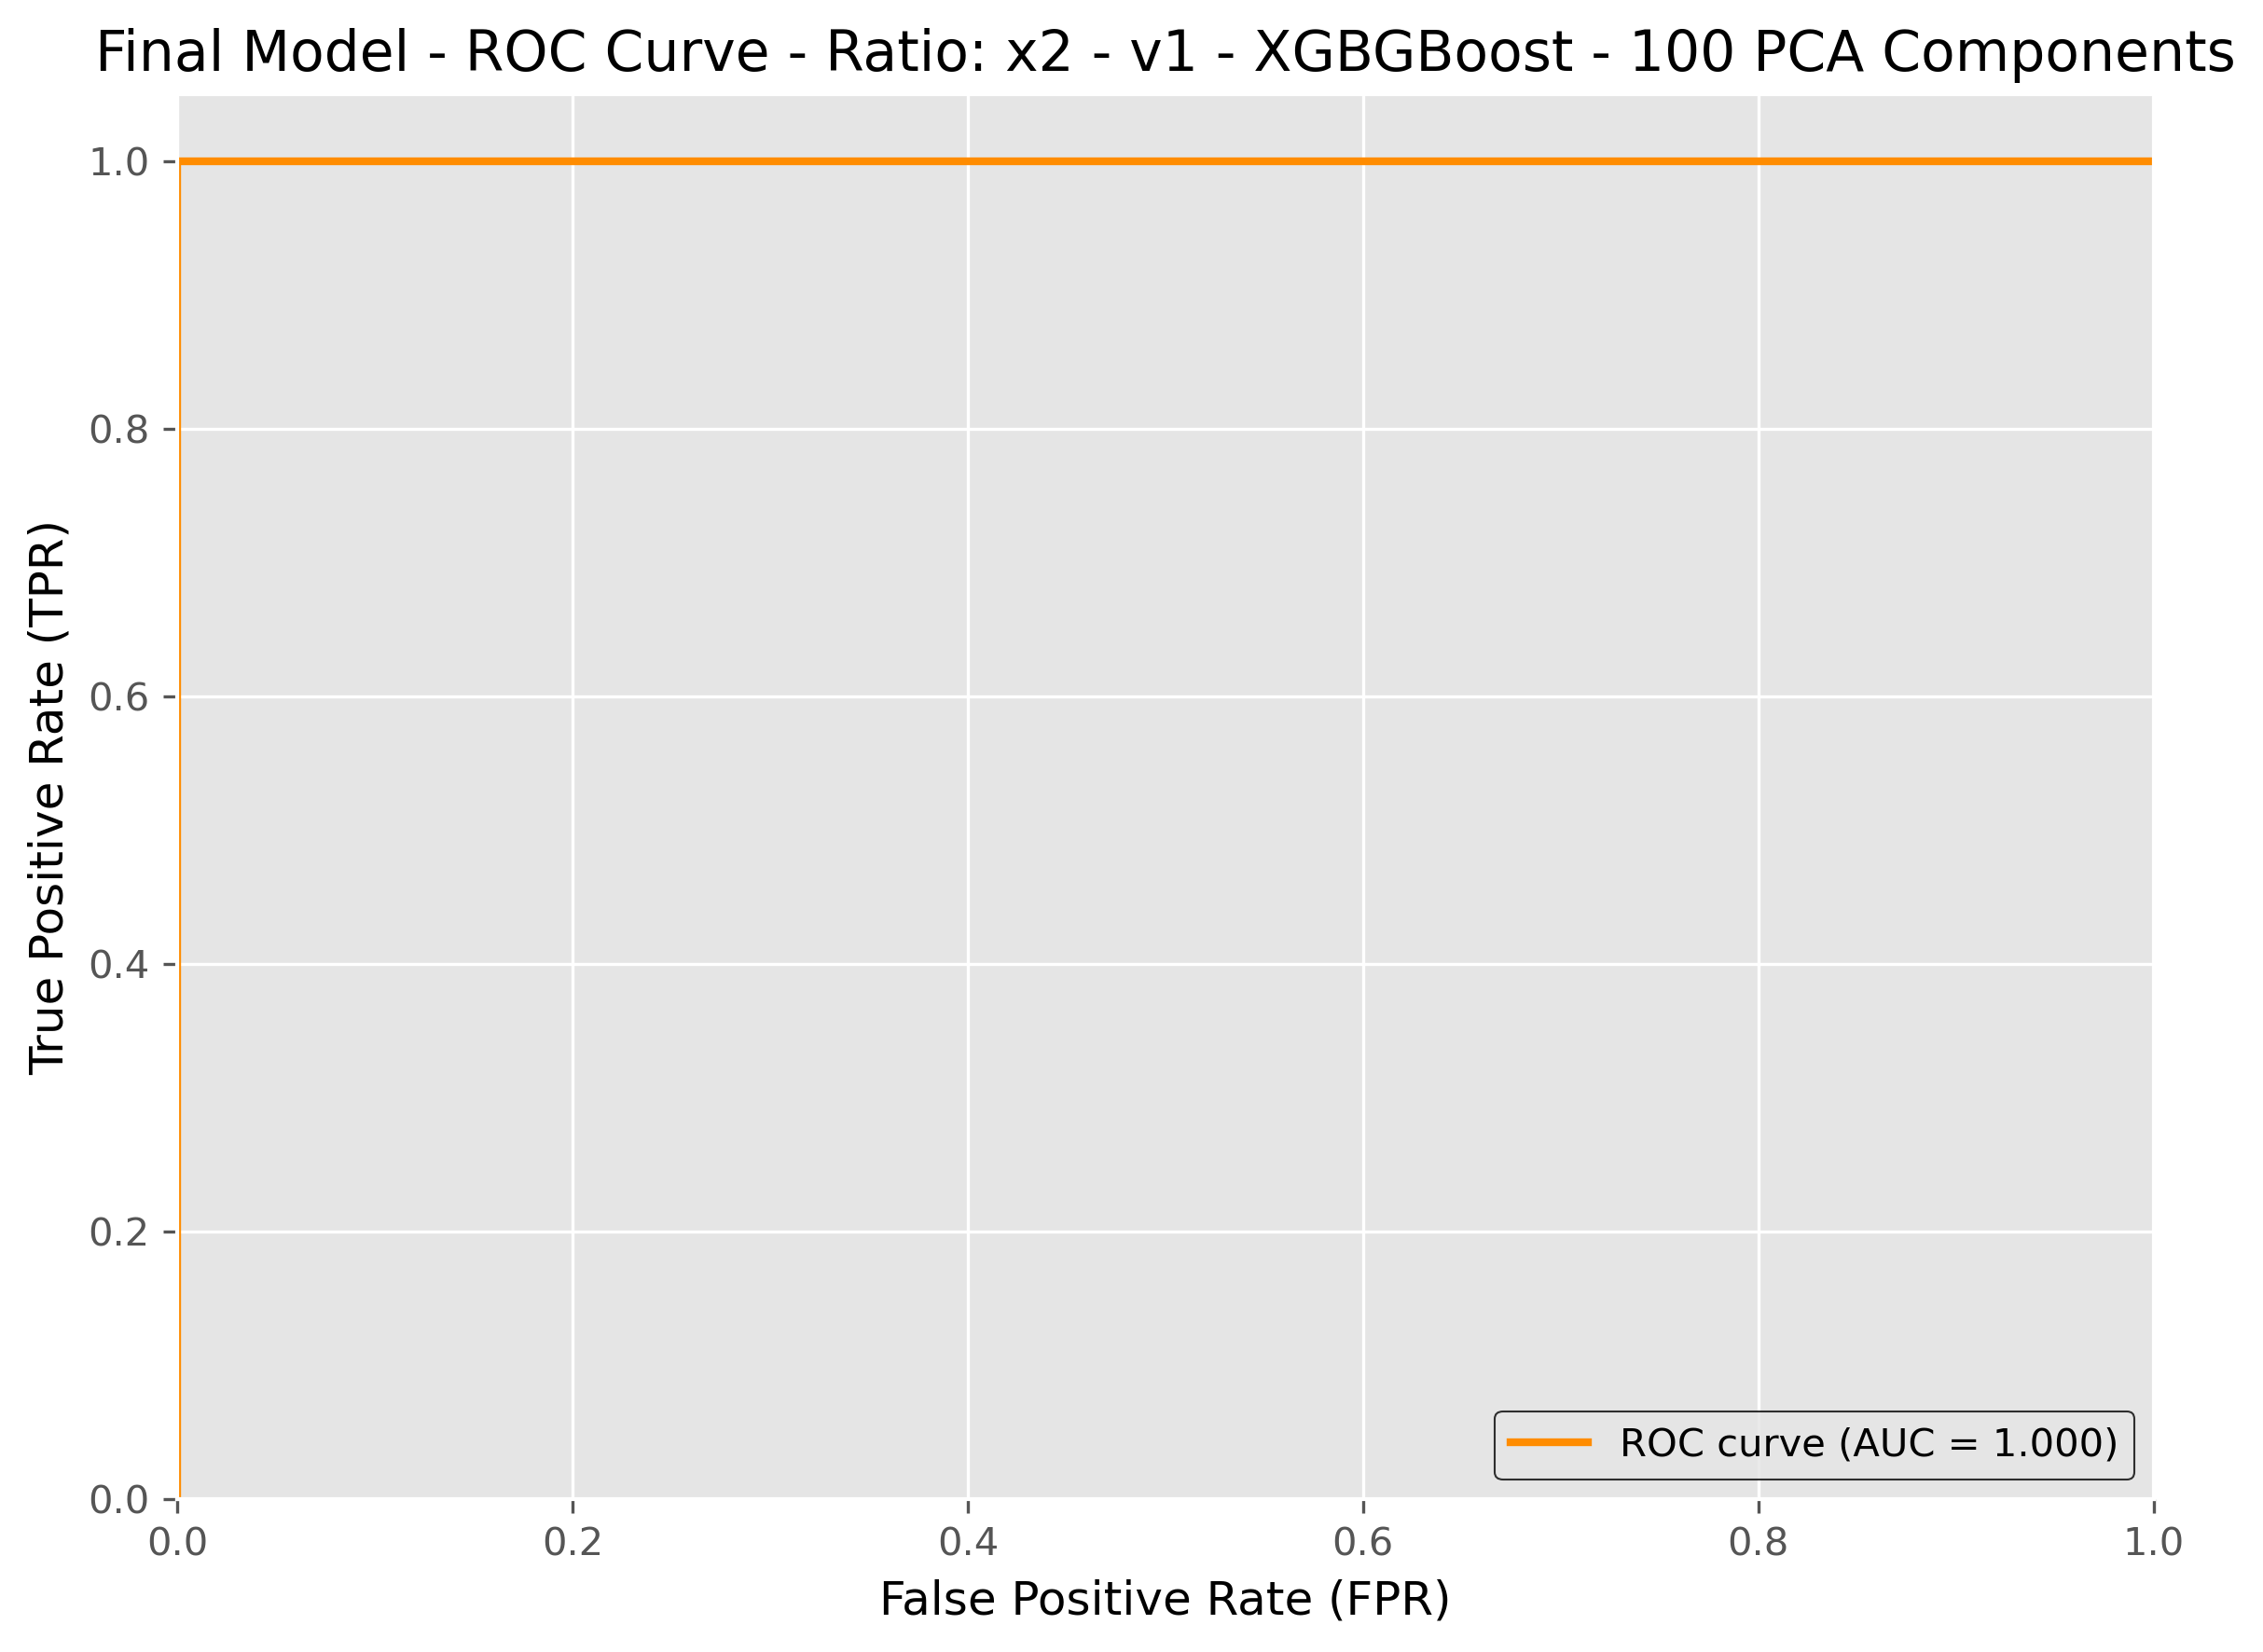 Final Model - ROC Curve - Ratio: x2 - v1 - XGBGBoost - 100 PCA Components
True Positive Rate (TPR)
1.0
0.8
0.6
0.4
0.2
0.0
0.0 0.2 0.4 0.6 0.8 1.0
False Positive Rate (FPR)
ROC curve (AUC = 1.000)